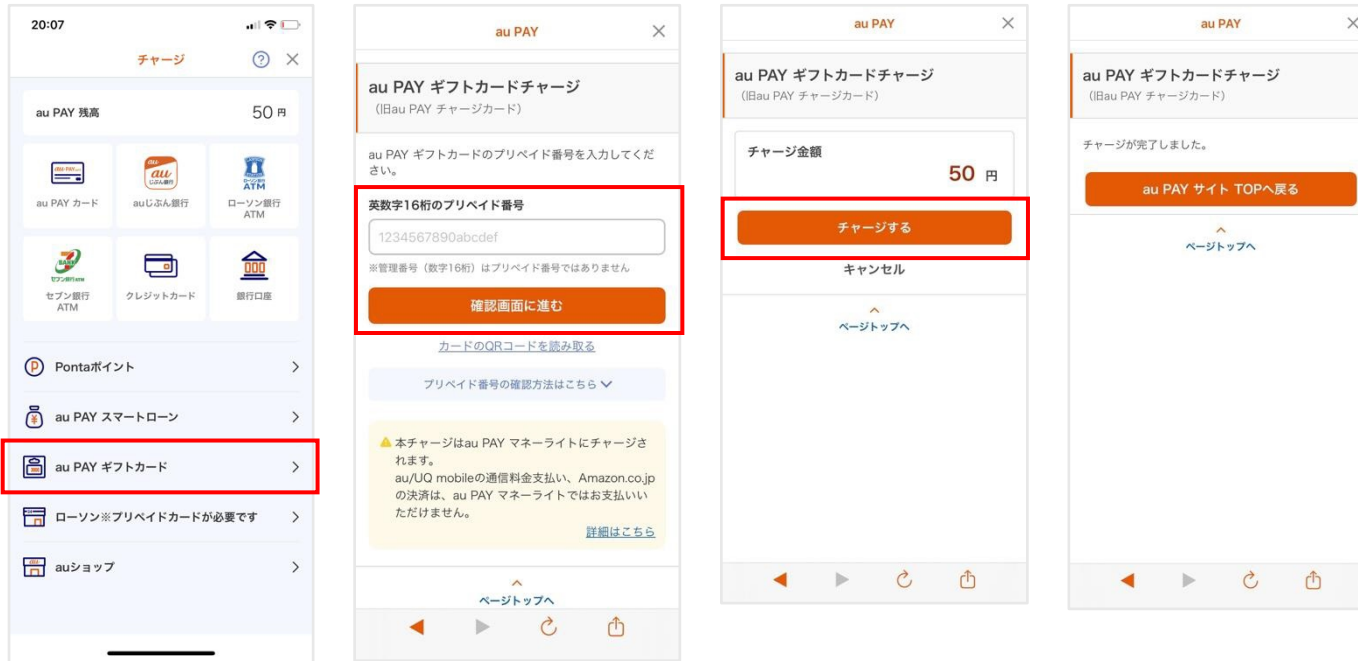 20:07
チャージ
au PAY 残高
50 円
au PAY カード
au
じぶん銀行
auじぶん銀行
ローソン銀行
ATM
ローソン銀行
ATM
セブン銀行
ATM
クレジットカード
銀行口座
Pontaポイント
au PAY スマートローン
au PAY ギフトカード
ローソン※プリペイドカードが必要です
auショップ
au PAY
au PAY ギフトカードチャージ
（旧au PAY チャージカード）
au PAY ギフトカードのプリペイド番号を入力してくだ
さい。
英数字16桁のプリペイド番号
1234567890abcdef
※管理番号（数字16桁）はプリペイド番号ではありません
確認画面に進む
カードのQRコードを読み取る
プリペイド番号の確認方法はこちら
本チャージはau PAY マネーライトにチャージさ
れます。
au/UQ mobileの通信料金支払い、Amazon.co.jp
の決済は、au PAY マネーライトではお支払いい
ただけません。
詳細はこちら
ページトップへ
au PAY
au PAY ギフトカードチャージ
（旧au PAY チャージカード）
チャージ金額
50 円
チャージする
キャンセル
ページトップへ
au PAY
au PAY ギフトカードチャージ
（旧au PAY チャージカード）
チャージが完了しました。
au PAY サイト TOPへ戻る
ページトップへ